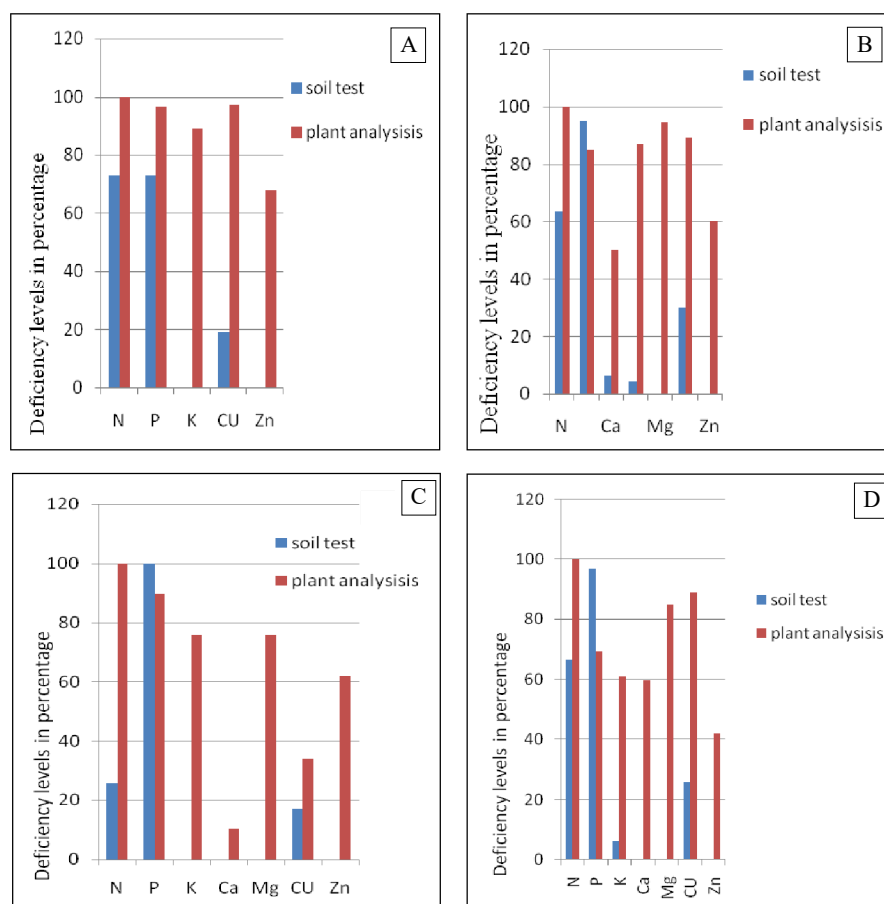 A
Deficiency levels in percentage
120
100
80
60
40
20
0
N P K CU Zn
soil test
plant analysisis
B
Deficiency levels in percentage
120
100
80
60
40
20
0
N Ca Mg Zn
soil test
plant analysisis
C
Deficiency levels in percentage
120
100
80
60
40
20
0
N P K Ca Mg CU Zn
soil test
plant analysisis
D
Deficiency levels in percentage
120
100
80
60
40
20
0
N P K Ca Mg CU Zn
soil test
plant analysisis